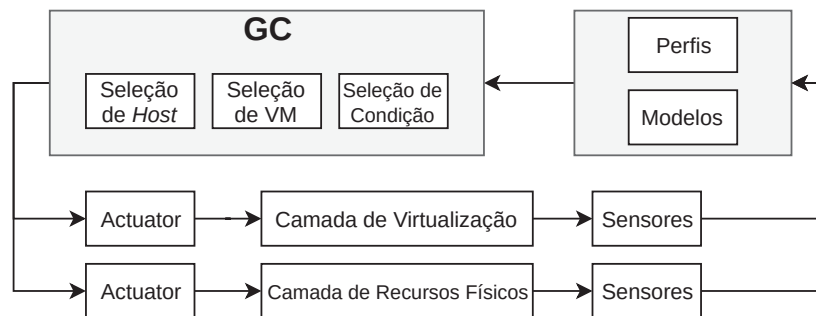 GC
Seleção
de Host
Seleção
de VM
Seleção de
Condição
Perfis
Modelos
Actuator
Camada de Virtualização
Sensores
Actuator
Camada de Recursos Físicos
Sensores